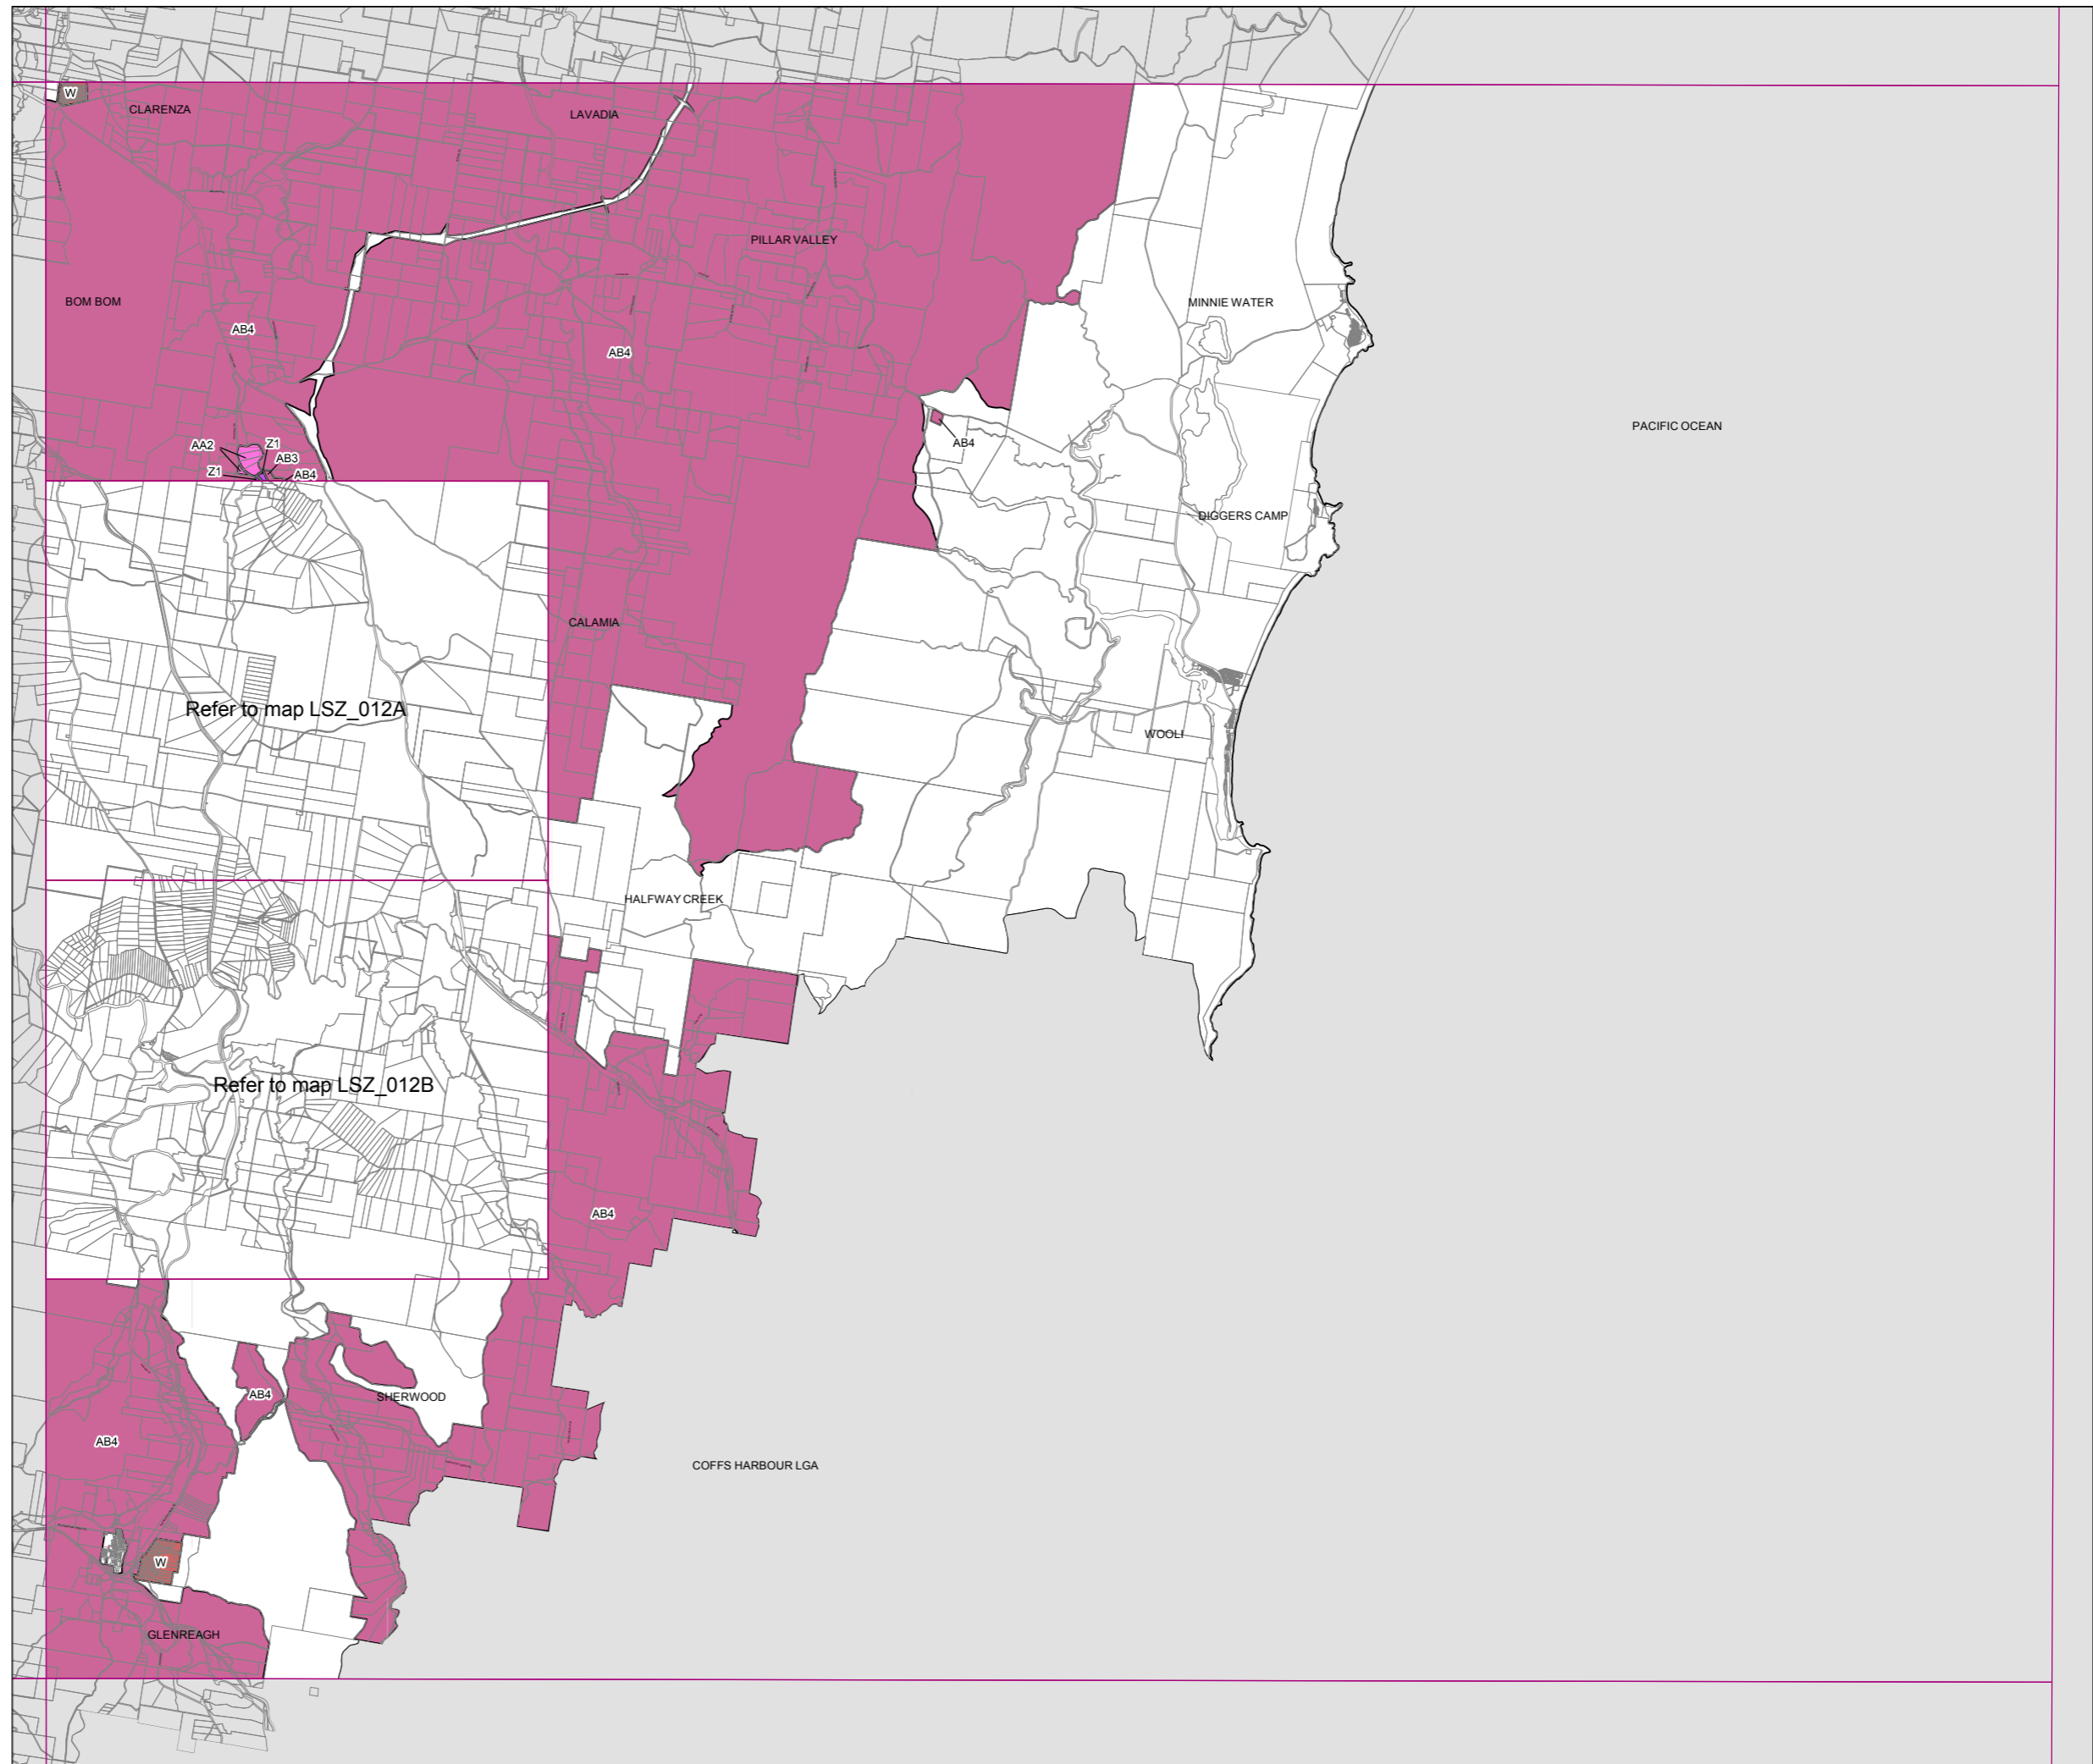 W
CLARENZA
LAVADIA
PILLAR VALLEY
BOM BOM
MINNIE WATER
AB4
AB4
PACIFIC OCEAN
AB4
AA2
Z1
AB3
Z1
AB4
DIGGERS CAMP
CALAMIA
Refer to map LSZ_012A
WOOLI
HALFWAY CREEK
Refer to map LSZ_012B
AB4
AB4
SHERWOOD
AB4
COFFS HARBOUR LGA
W
GLENREAGH